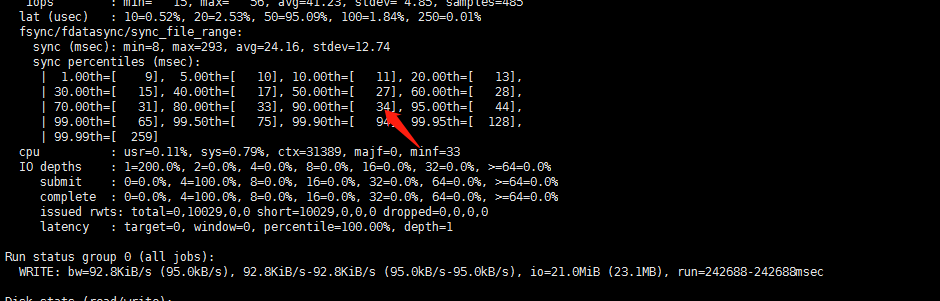 iops : min= 15, max= 56, avg=41.23, stdev= 4.85, samples=485
lat (usec) : 10=0.52%, 20=2.53%, 50=95.09%, 100=1.84%, 250=0.01%
fsync/fdatasync/sync_file_range:
sync (msec): min=8, max=293, avg=24.16, stdev=12.74
sync percentiles (msec):
| 1.00th=[ 9], 5.00th=[ 10], 10.00th=[ 11], 20.00th=[ 13],
| 30.00th=[ 15], 40.00th=[ 17], 50.00th=[ 27], 60.00th=[ 28],
| 70.00th=[ 31], 80.00th=[ 33], 90.00th=[ 34], 95.00th=[ 44],
| 99.00th=[ 65], 99.50th=[ 75], 99.90th=[ 94], 99.95th=[ 128],
| 99.99th=[ 259]
cpu : usr=0.11%, sys=0.79%, ctx=31389, majf=0, minf=33
IO depths : 1=200.0%, 2=0.0%, 4=0.0%, 8=0.0%, 16=0.0%, 32=0.0%, >=64=0.0%
submit : 0=0.0%, 4=100.0%, 8=0.0%, 16=0.0%, 32=0.0%, 64=0.0%, >=64=0.0%
complete : 0=0.0%, 4=100.0%, 8=0.0%, 16=0.0%, 32=0.0%, 64=0.0%, >=64=0.0%
issued rwts: total=0,10029,0,0 short=10029,0,0,0 dropped=0,0,0,0
latency : target=0, window=0, percentile=100.00%, depth=1
Run status group 0 (all jobs):
WRITE: bw=92.8KiB/s (95.0kB/s), 92.8KiB/s-92.8KiB/s (95.0kB/s-95.0kB/s), io=21.0MiB (23.1MB), run=242688-242688msec
Disk stats (read/write):